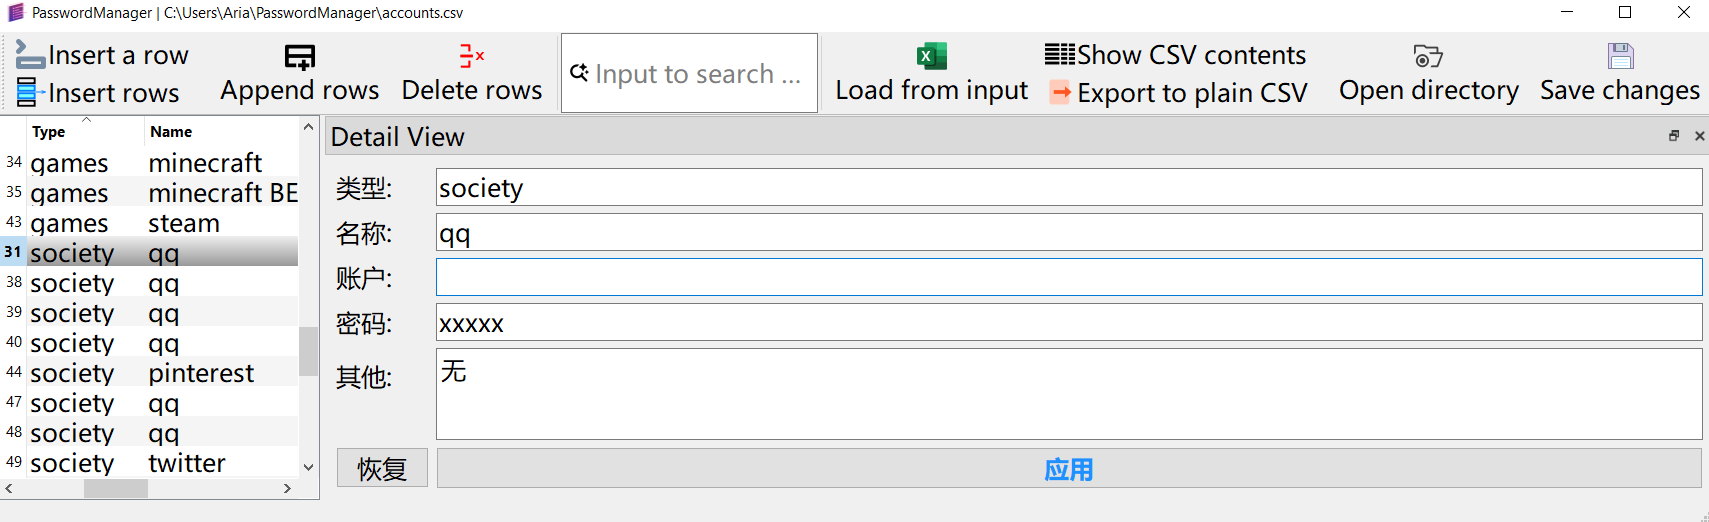 PasswordManager | C:\Users\Aria\PasswordManager\accounts.csv
Insert a row
Insert rows
Append rows
Delete rows
Input to search ...
Load from input
Show CSV contents
Export to plain CSV
Open directory
Save changes
Type Name
34 games minecraft
35 games minecraft BE
43 games steam
31 society qq
38 society qq
39 society qq
40 society qq
44 society pinterest
47 society qq
48 society qq
49 society twitter
Detail View
类型: society
名称: qq
账户:
密码: xxxxx
其他: 无
恢复 应用